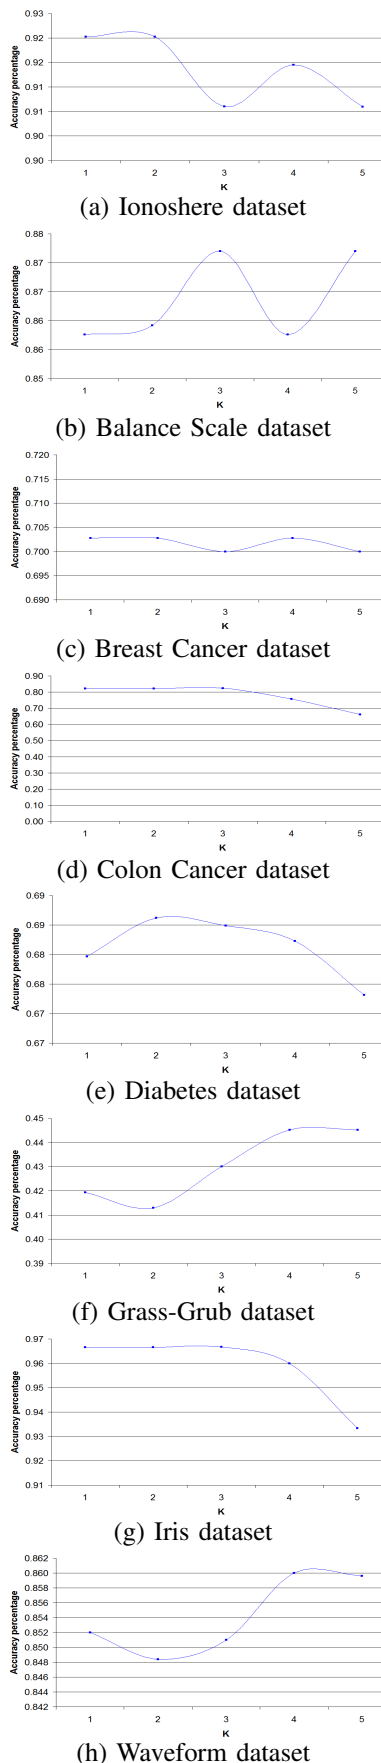 0.93
0.92
0.92
0.91
0.90
0.90
Accuracy percentage
1 2 3 4 5
K
(a) Ionoshere dataset
0.88
0.87
0.87
0.86
0.86
0.85
Accuracy percentage
1 2 3 4 5
K
(b) Balance Scale dataset
0.720
0.715
0.710
0.705
0.700
0.695
0.690
Accuracy percentage
1 2 3 4 5
K
(c) Breast Cancer dataset
0.90
0.80
0.70
0.60
0.50
0.40
0.30
0.20
0.10
0.00
Accuracy percentage
1 2 3 4 5
K
(d) Colon Cancer dataset
0.69
0.69
0.68
0.68
0.67
0.67
Accuracy percentage
1 2 3 4 5
K
(e) Diabetes dataset
0.45
0.44
0.43
0.42
0.41
0.40
0.39
Accuracy percentage
1 2 3 4 5
K
(f) Grass-Grub dataset
0.97
0.96
0.95
0.94
0.93
0.92
0.91
Accuracy percentage
1 2 3 4 5
K
(g) Iris dataset
0.862
0.860
0.858
0.856
0.854
0.852
0.850
0.848
0.846
0.844
0.842
Accuracy percentage
1 2 3 4 5
K
(h) Waveform dataset